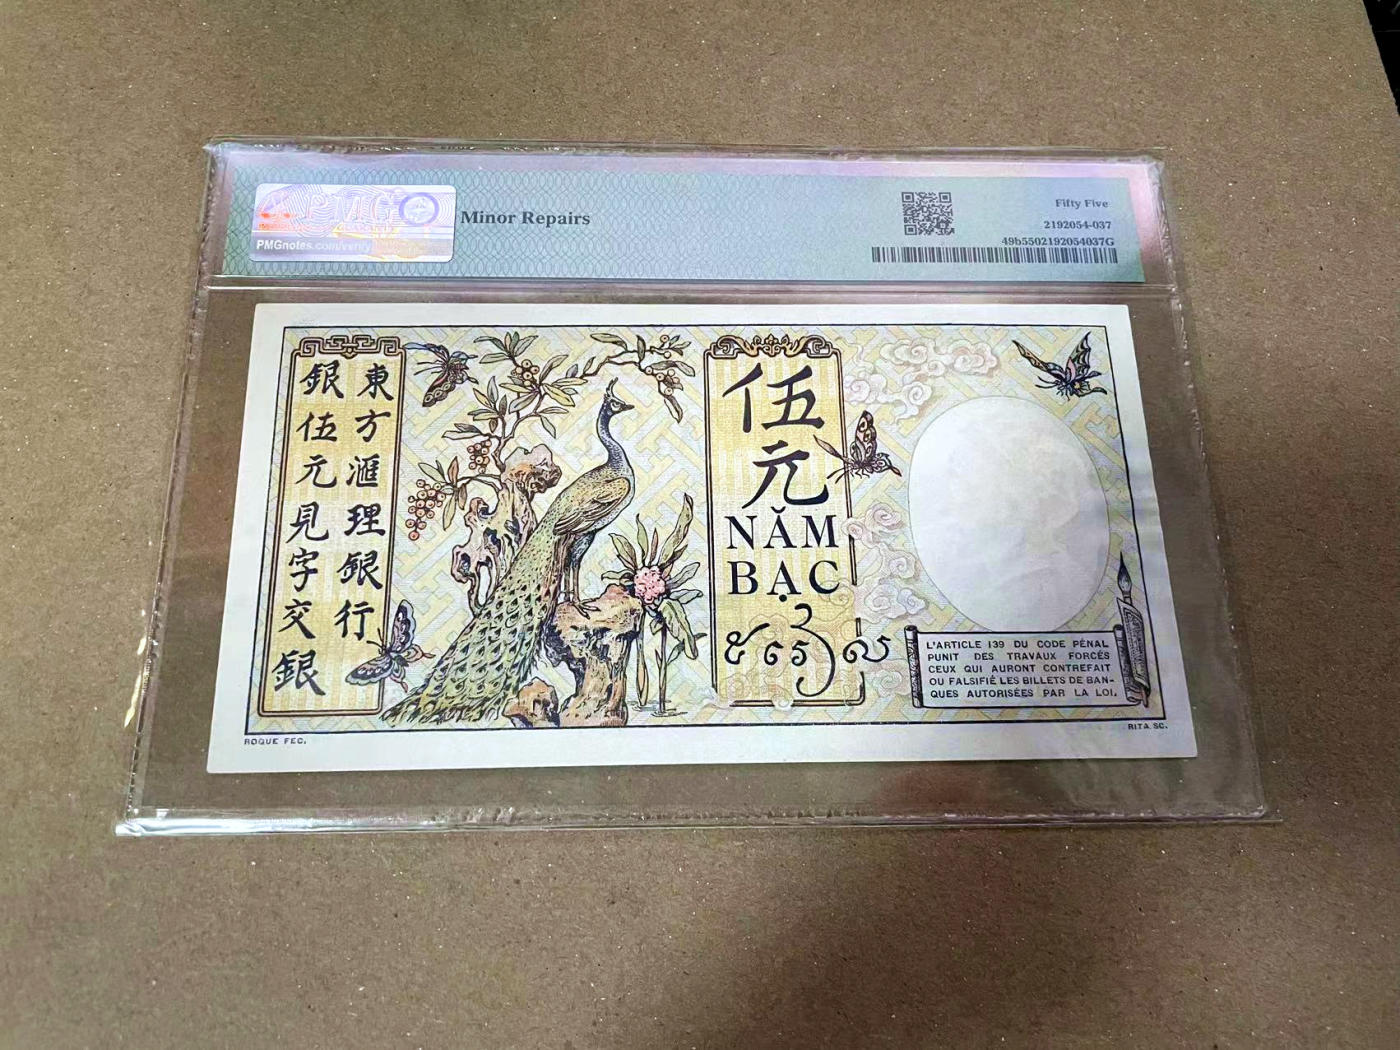 PMG
PMGnotes.com/verify
Minor Repairs
Fifty Five
2192054-037
49b5502192054037G
東方滙理銀行
銀伍元見字交銀
伍元
NĂM
BẠC
L'ARTICLE 139 DU CODE PÉNAL
PUNIT DES TRAVAUX FORCÉS
CEUX QUI AURONT CONTREFAIT
OU FALSIFIÉ LES BILLETS DE BAN-
QUES AUTORISÉES PAR LA LOI.
ROQUE FEC.
RITA SC.